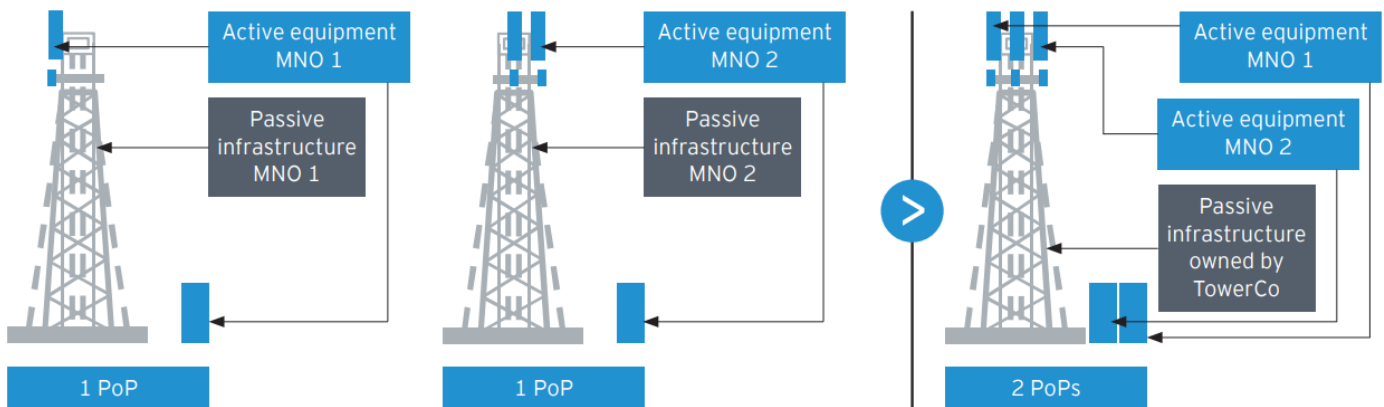 Active equipment
MNO 1
Passive
infrastructure
MNO 1
1 PoP
Active equipment
MNO 2
Passive
infrastructure
MNO 2
1 PoP
>
Active equipment
MNO 1
Active equipment
MNO 2
Passive
infrastructure
owned by
TowerCo
2 PoPs